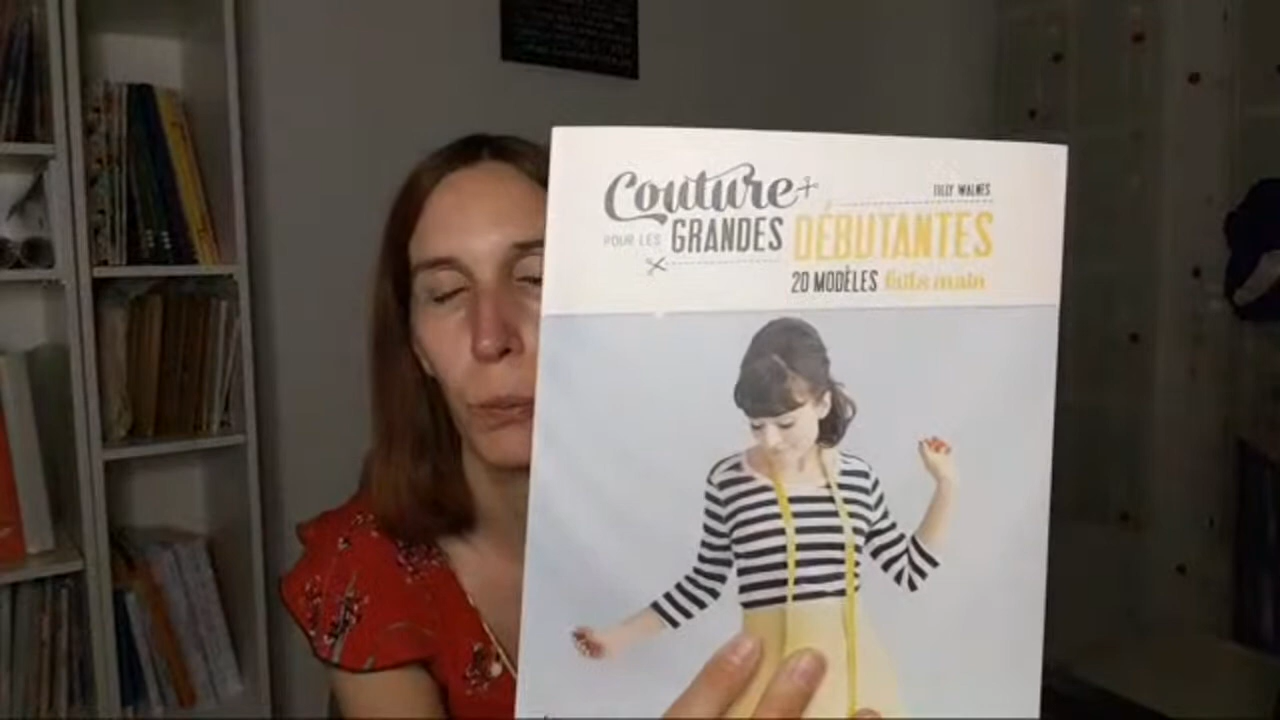 Couture+
TILLY WALNES
POUR LES GRANDES DÉBUTANTES
20 MODÈLES faits main